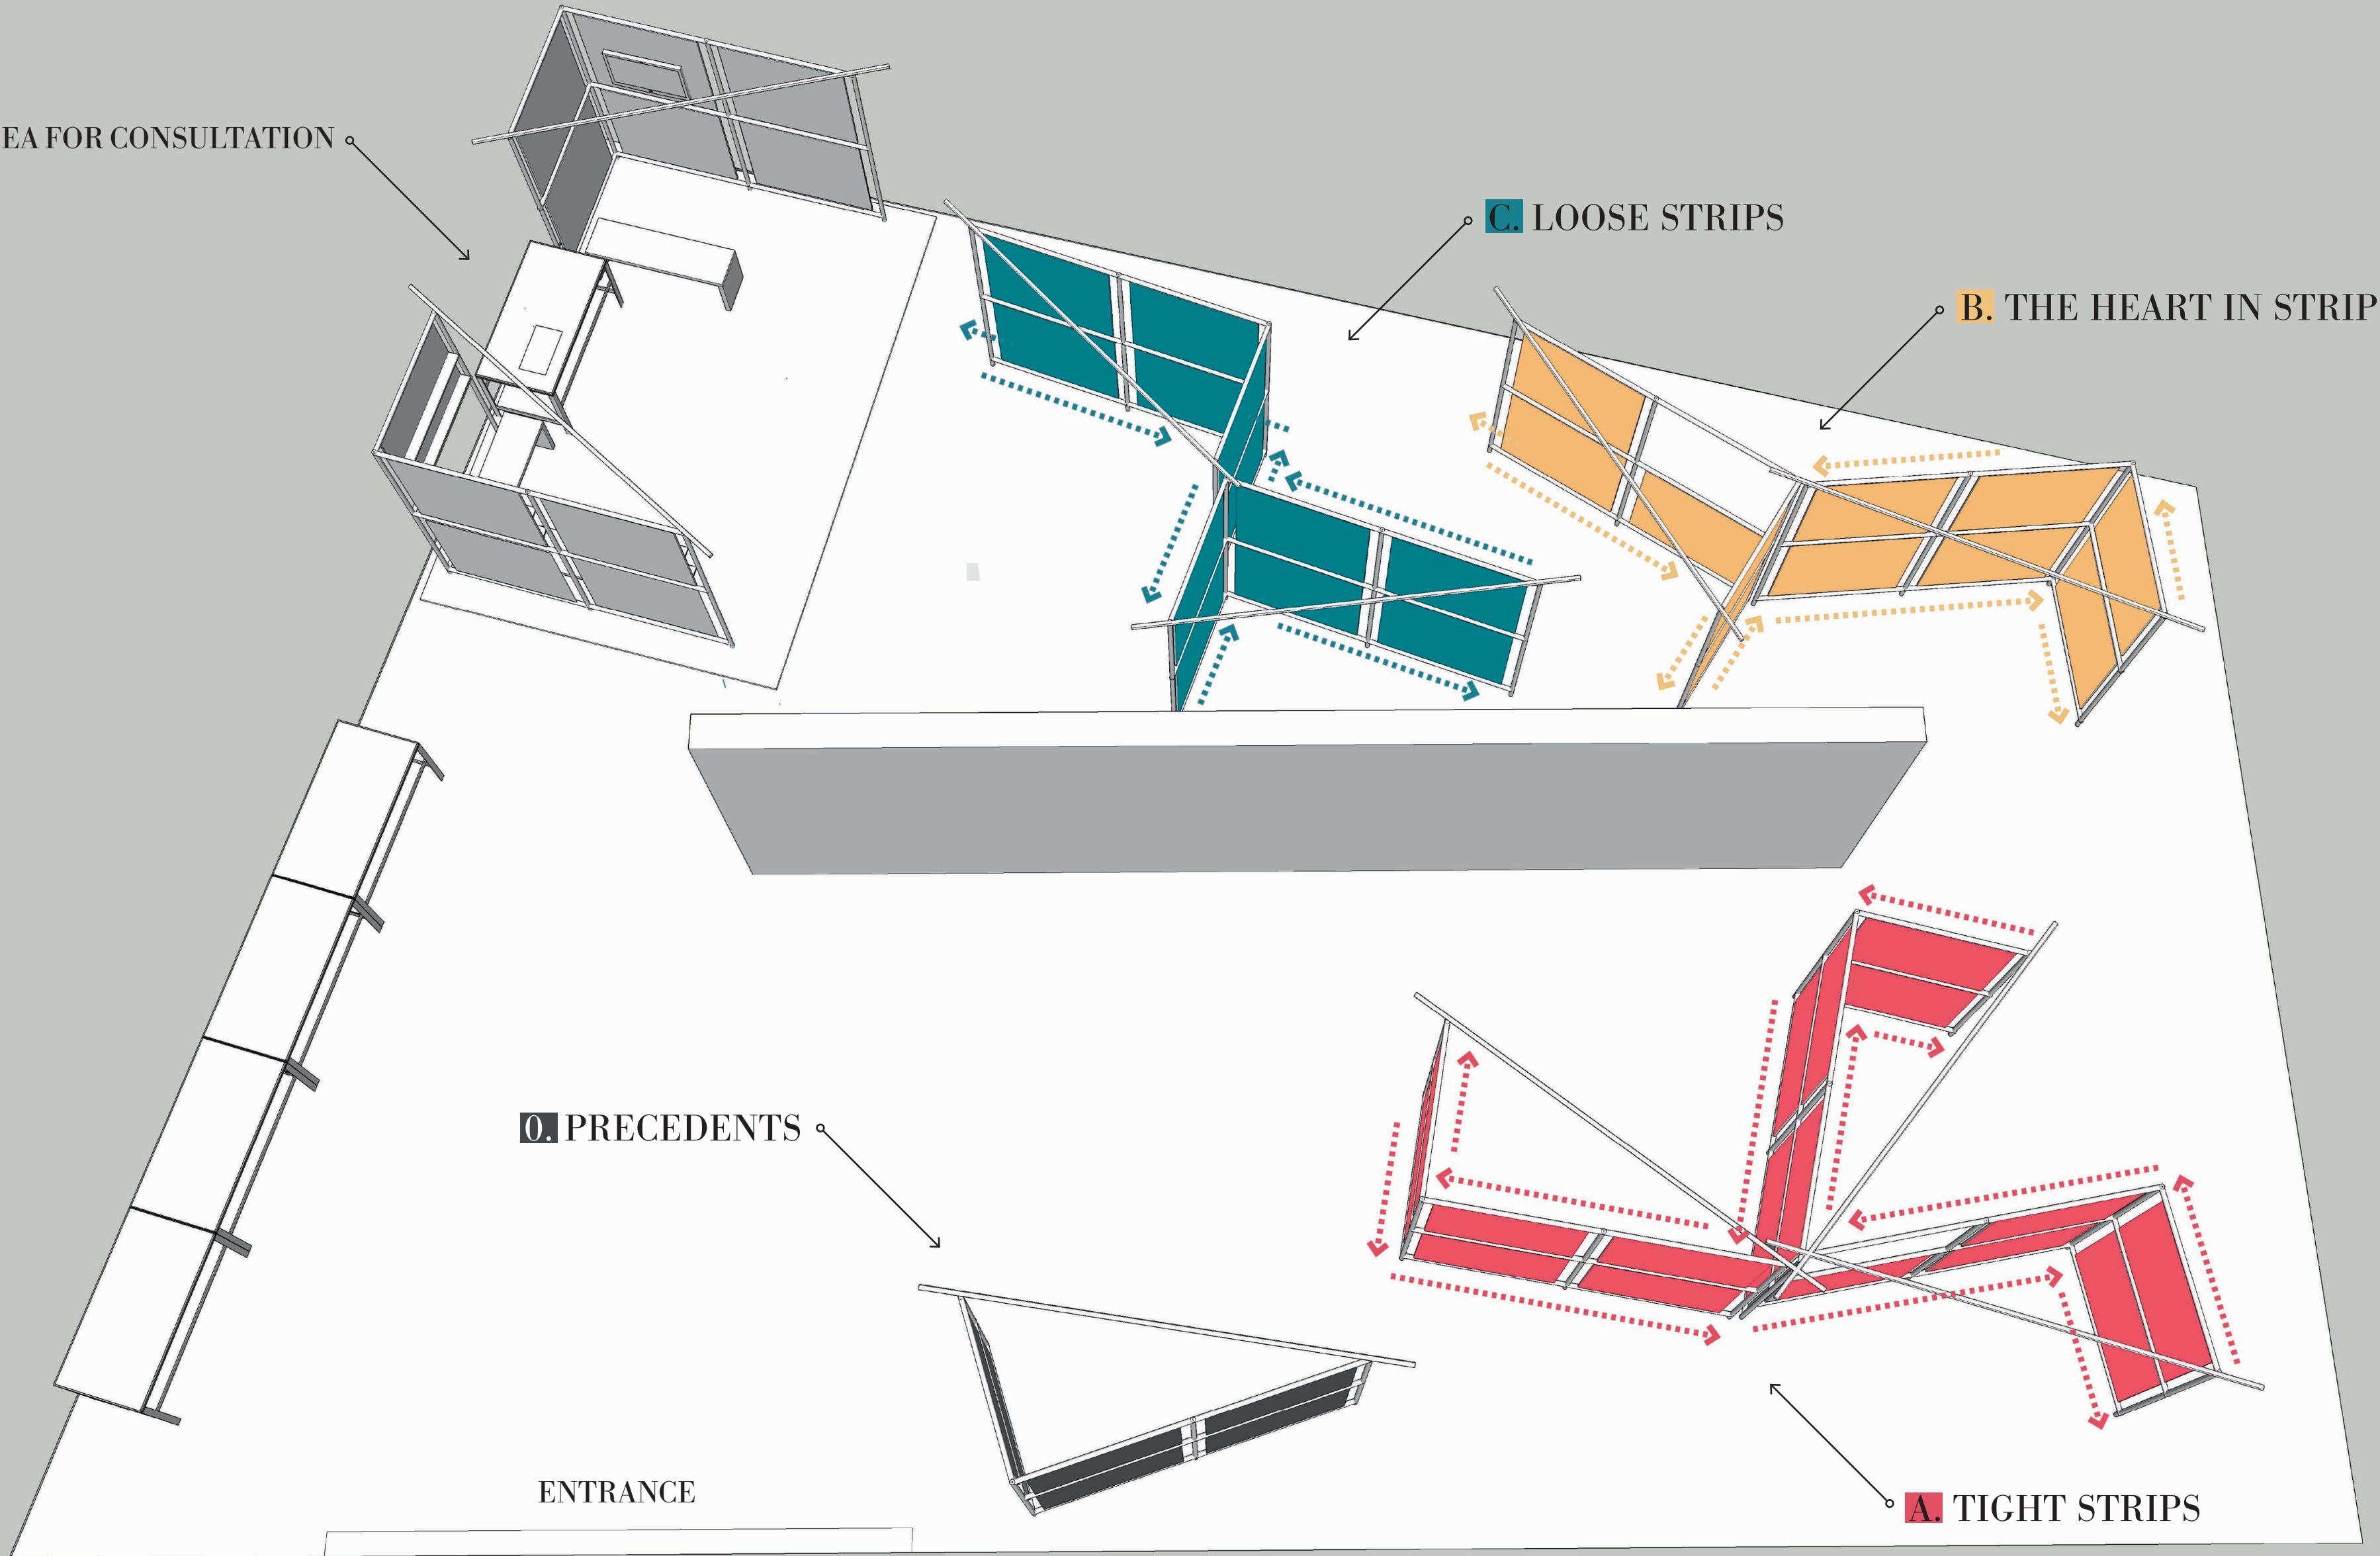 EA FOR CONSULTATION
C. LOOSE STRIPS
B. THE HEART IN STRIP
0. PRECEDENTS
ENTRANCE
A. TIGHT STRIPS